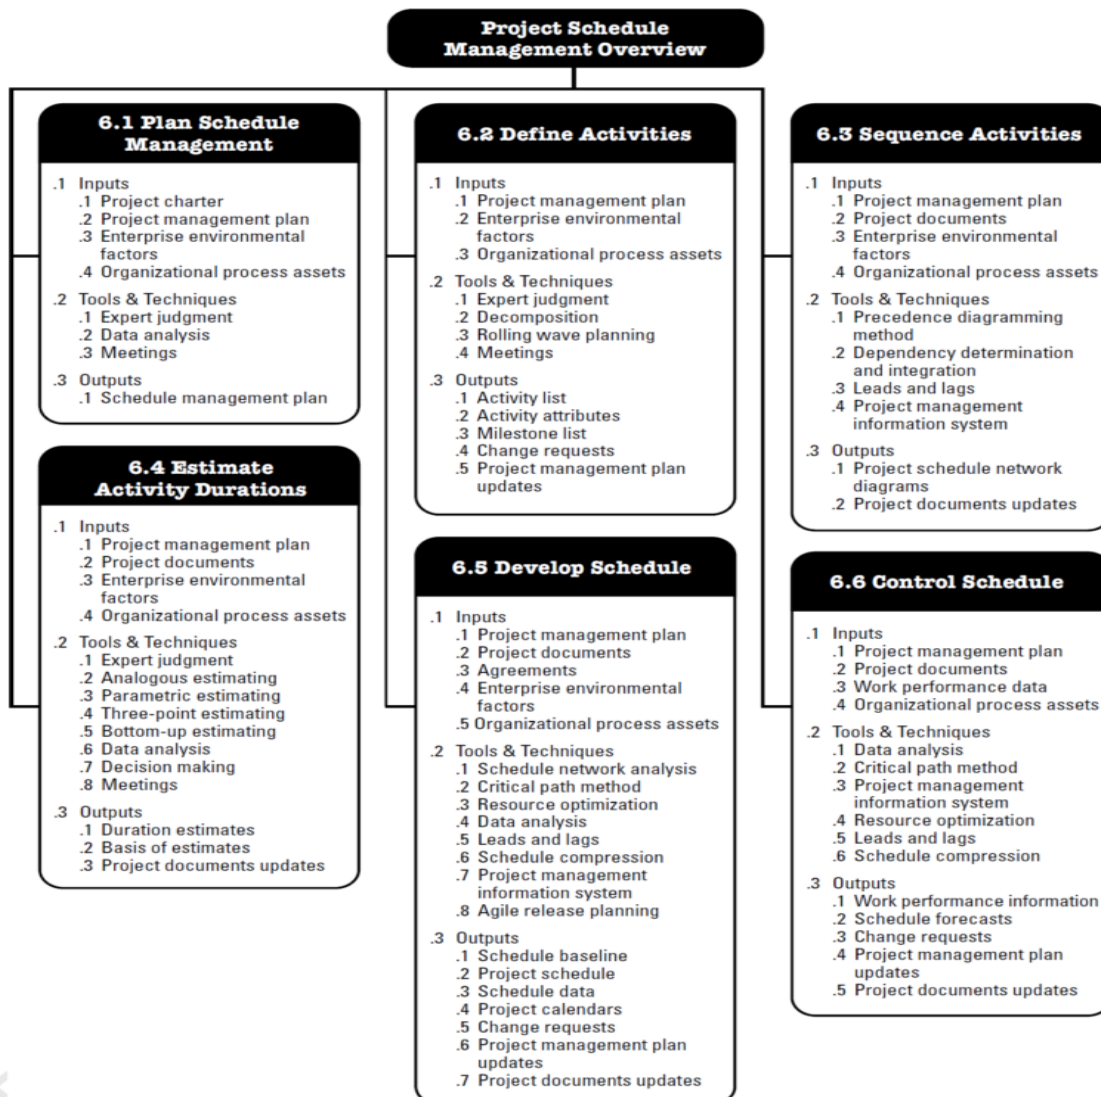 Project Schedule
Management Overview
6.1 Plan Schedule
Management
.1 Inputs
.1 Project charter
.2 Project management plan
.3 Enterprise environmental
factors
.4 Organizational process assets
.2 Tools & Techniques
.1 Expert judgment
.2 Data analysis
.3 Meetings
.3 Outputs
.1 Schedule management plan
6.2 Define Activities
.1 Inputs
.1 Project management plan
.2 Enterprise environmental
factors
.3 Organizational process assets
.2 Tools & Techniques
.1 Expert judgment
.2 Decomposition
.3 Rolling wave planning
.4 Meetings
.3 Outputs
.1 Activity list
.2 Activity attributes
.3 Milestone list
.4 Change requests
.5 Project management plan
updates
6.3 Sequence Activities
.1 Inputs
.1 Project management plan
.2 Project documents
.3 Enterprise environmental
factors
.4 Organizational process assets
.2 Tools & Techniques
.1 Precedence diagramming
method
.2 Dependency determination
and integration
.3 Leads and lags
.4 Project management
information system
.3 Outputs
.1 Project schedule network
diagrams
.2 Project documents updates
6.4 Estimate
Activity Durations
.1 Inputs
.1 Project management plan
.2 Project documents
.3 Enterprise environmental
factors
.4 Organizational process assets
.2 Tools & Techniques
.1 Expert judgment
.2 Analogous estimating
.3 Parametric estimating
.4 Three-point estimating
.5 Bottom-up estimating
.6 Data analysis
.7 Decision making
.8 Meetings
.3 Outputs
.1 Duration estimates
.2 Basis of estimates
.3 Project documents updates
6.5 Develop Schedule
.1 Inputs
.1 Project management plan
.2 Project documents
.3 Agreements
.4 Enterprise environmental
factors
.5 Organizational process assets
.2 Tools & Techniques
.1 Schedule network analysis
.2 Critical path method
.3 Resource optimization
.4 Data analysis
.5 Leads and lags
.6 Schedule compression
.7 Project management
information system
.8 Agile release planning
.3 Outputs
.1 Schedule baseline
.2 Project schedule
.3 Schedule data
.4 Project calendars
.5 Change requests
.6 Project management plan
updates
.7 Project documents updates
6.6 Control Schedule
.1 Inputs
.1 Project management plan
.2 Project documents
.3 Work performance data
.4 Organizational process assets
.2 Tools & Techniques
.1 Data analysis
.2 Critical path method
.3 Project management
information system
.4 Resource optimization
.5 Leads and lags
.6 Schedule compression
.3 Outputs
.1 Work performance information
.2 Schedule forecasts
.3 Change requests
.4 Project management plan
updates
.5 Project documents updates